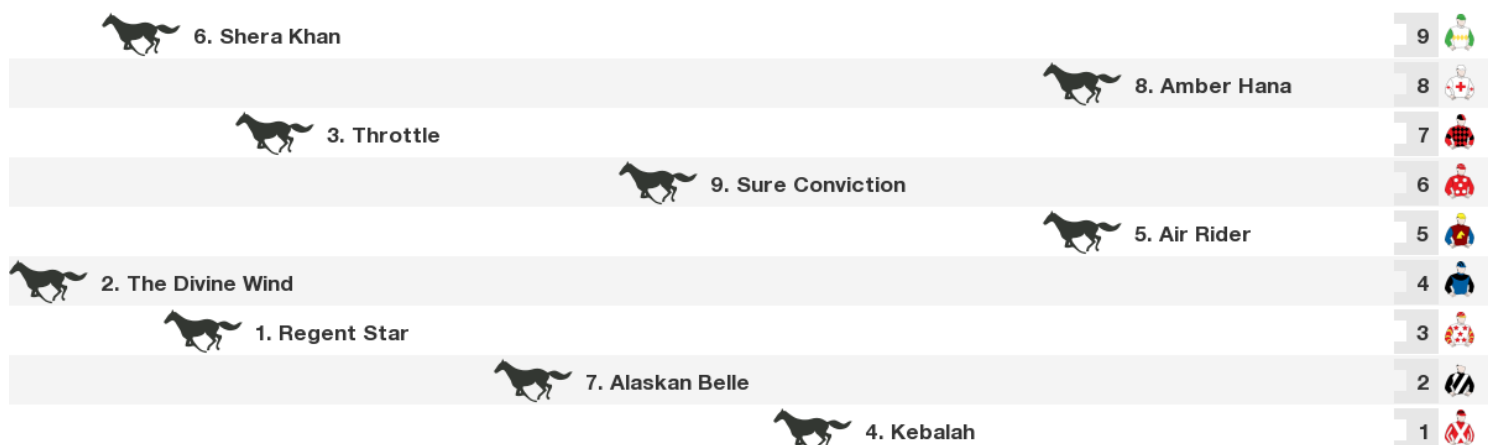 6. Shera Khan 9
8. Amber Hana 8
3. Throttle 7
9. Sure Conviction 6
5. Air Rider 5
2. The Divine Wind 4
1. Regent Star 3
7. Alaskan Belle 2
4. Kebalah 1